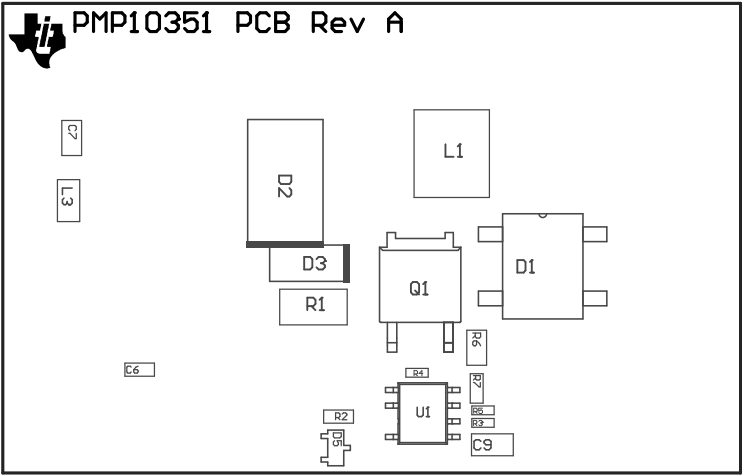 PMP10351 PCB Rev A
C7
L1
D2
L3
D3
D1
Q1
R1
R6
C6
R4
R7
R5
U1
R2
R3
D5
C9